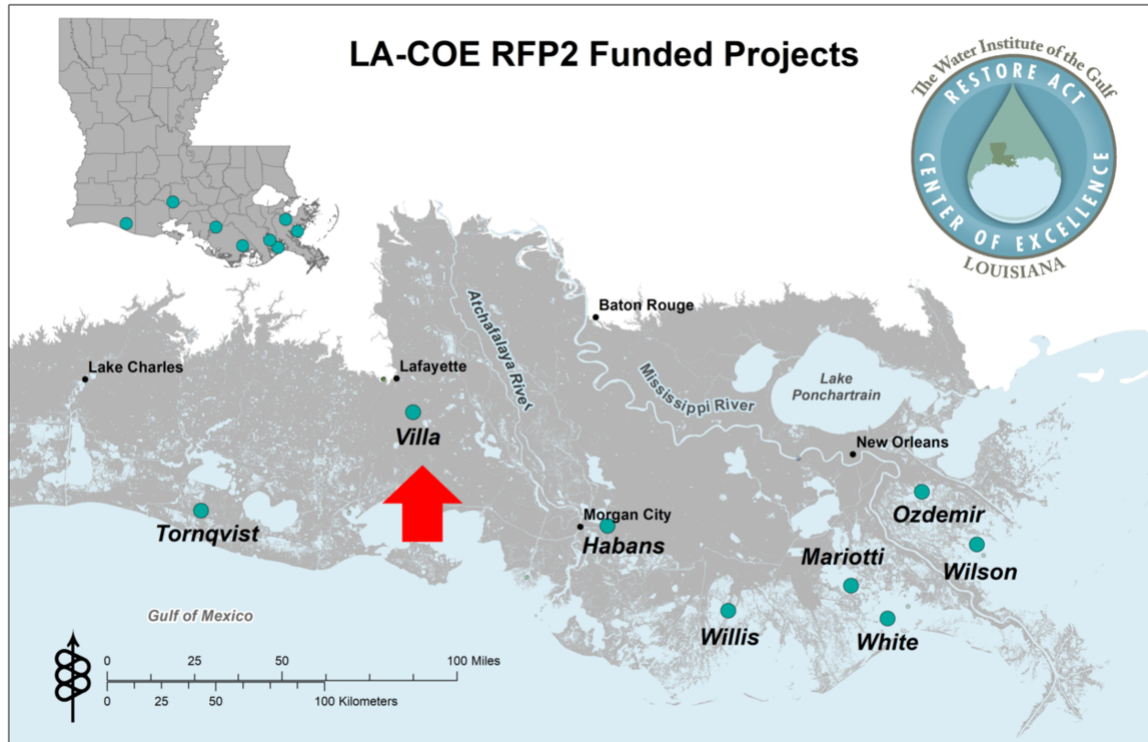 LA-COE RFP2 Funded Projects
The Water Institute of the Gulf
RESTORE ACT
CENTER OF EXCELLENCE
LOUISIANA
Baton Rouge
Atchafalaya River
Mississippi River
Lake Charles
Lafayette
Lake
Ponchartrain
Villa
New Orleans
Ozdemir
Tornqvist
Morgan City
Habans
Wilson
Mariotti
Gulf of Mexico
Willis
White
0 25 50 100 Miles
0 25 50 100 Kilometers